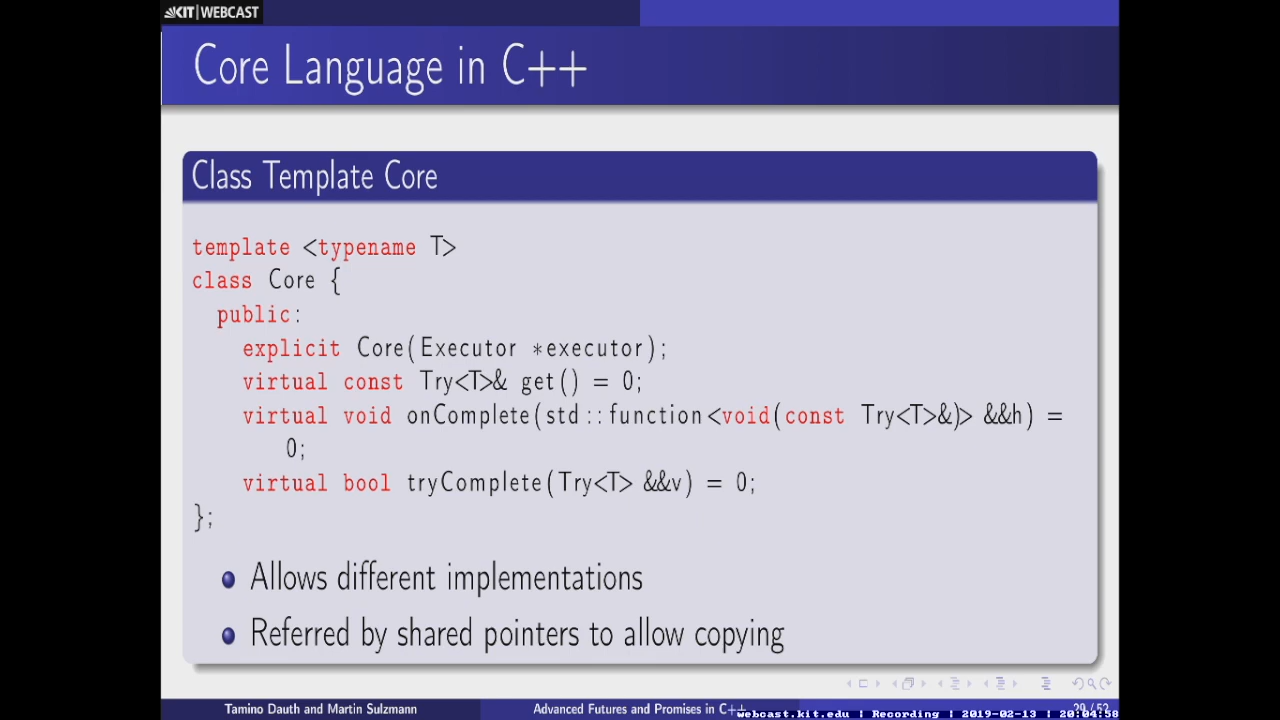 KIT | WEBCAST
Core Language in C++
Class Template Core
template <typename T>
class Core {
public:
explicit Core(Executor *executor);
virtual const Try<T>& get() = 0;
virtual void onComplete(std::function<void(const Try<T>&)> &&h) =
0;
virtual bool tryComplete(Try<T> &&v) = 0;
};
Allows different implementations
Referred by shared pointers to allow copying
Tamino Dauth and Martin Sulzmann Advanced Futures and Promises in C++ 29 / 52
webcast.kit.edu | Recording | 2019-02-13 | 20:04:58